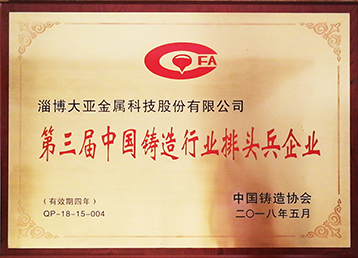 CFA
淄博大亚金属科技股份有限公司
第三届中国铸造行业排头兵企业
(有效期四年)
中国铸造协会
QP-18-15-004
二〇一八年五月